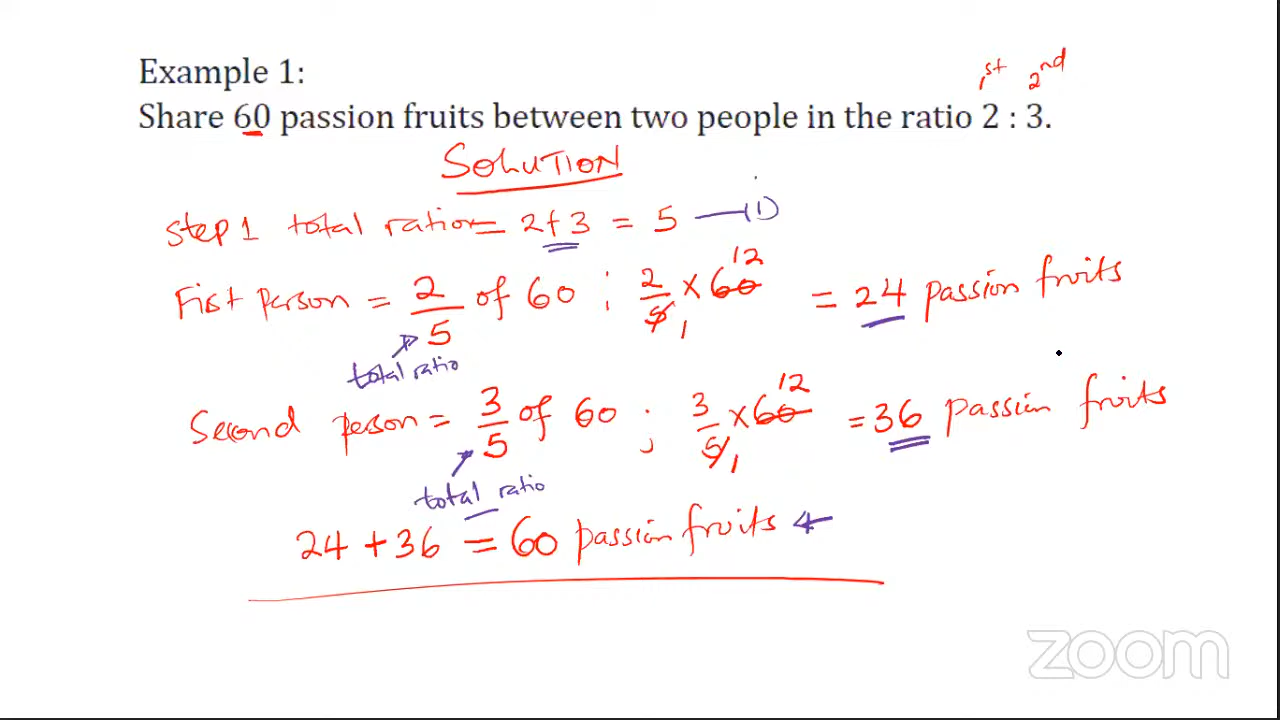 Example 1:
1st 2nd
Share 60 passion fruits between two people in the ratio 2 : 3.
SOLUTION
Step 1 total ratio = 2+3 = 5 —(1)
Fist person = 2/5 of 60 ; 2/5 × 60 12 1 = 24 passion fruits
total ratio
Second person = 3/5 of 60 ; 3/5 × 60 12 1 = 36 passion fruits
total ratio
24 + 36 = 60 passion fruits ←
zoom